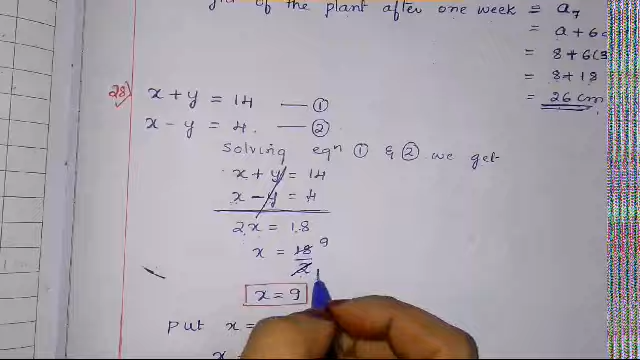 of the plant after one week = a7
= a + 6
= 8 + 6(3
= 8 + 18
= 26 cm
28) x + y = 14 —— ①
x - y = 4. —— ②
Solving eqn ① & ② we get
x + y = 14
x - y = 4
2x = 18
x = 18/2 9
x = 9
Put x =
x =